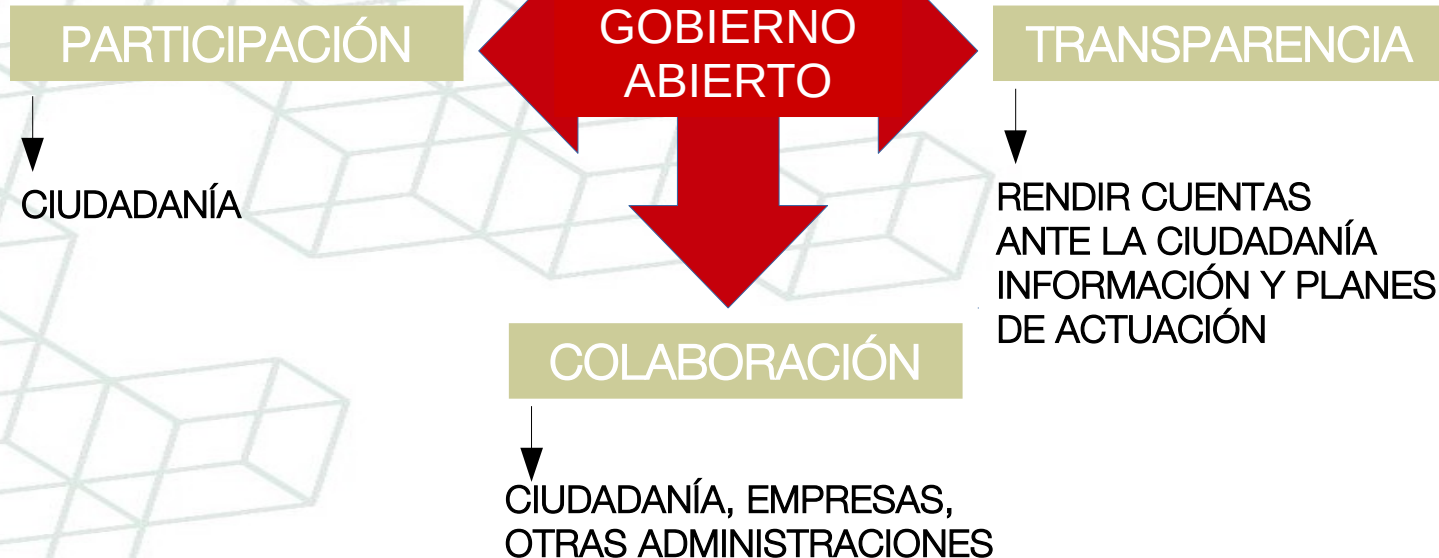 PARTICIPACIÓN
GOBIERNO
ABIERTO
TRANSPARENCIA
CIUDADANÍA
RENDIR CUENTAS
ANTE LA CIUDADANÍA
INFORMACIÓN Y PLANES
DE ACTUACIÓN
COLABORACIÓN
CIUDADANÍA, EMPRESAS,
OTRAS ADMINISTRACIONES